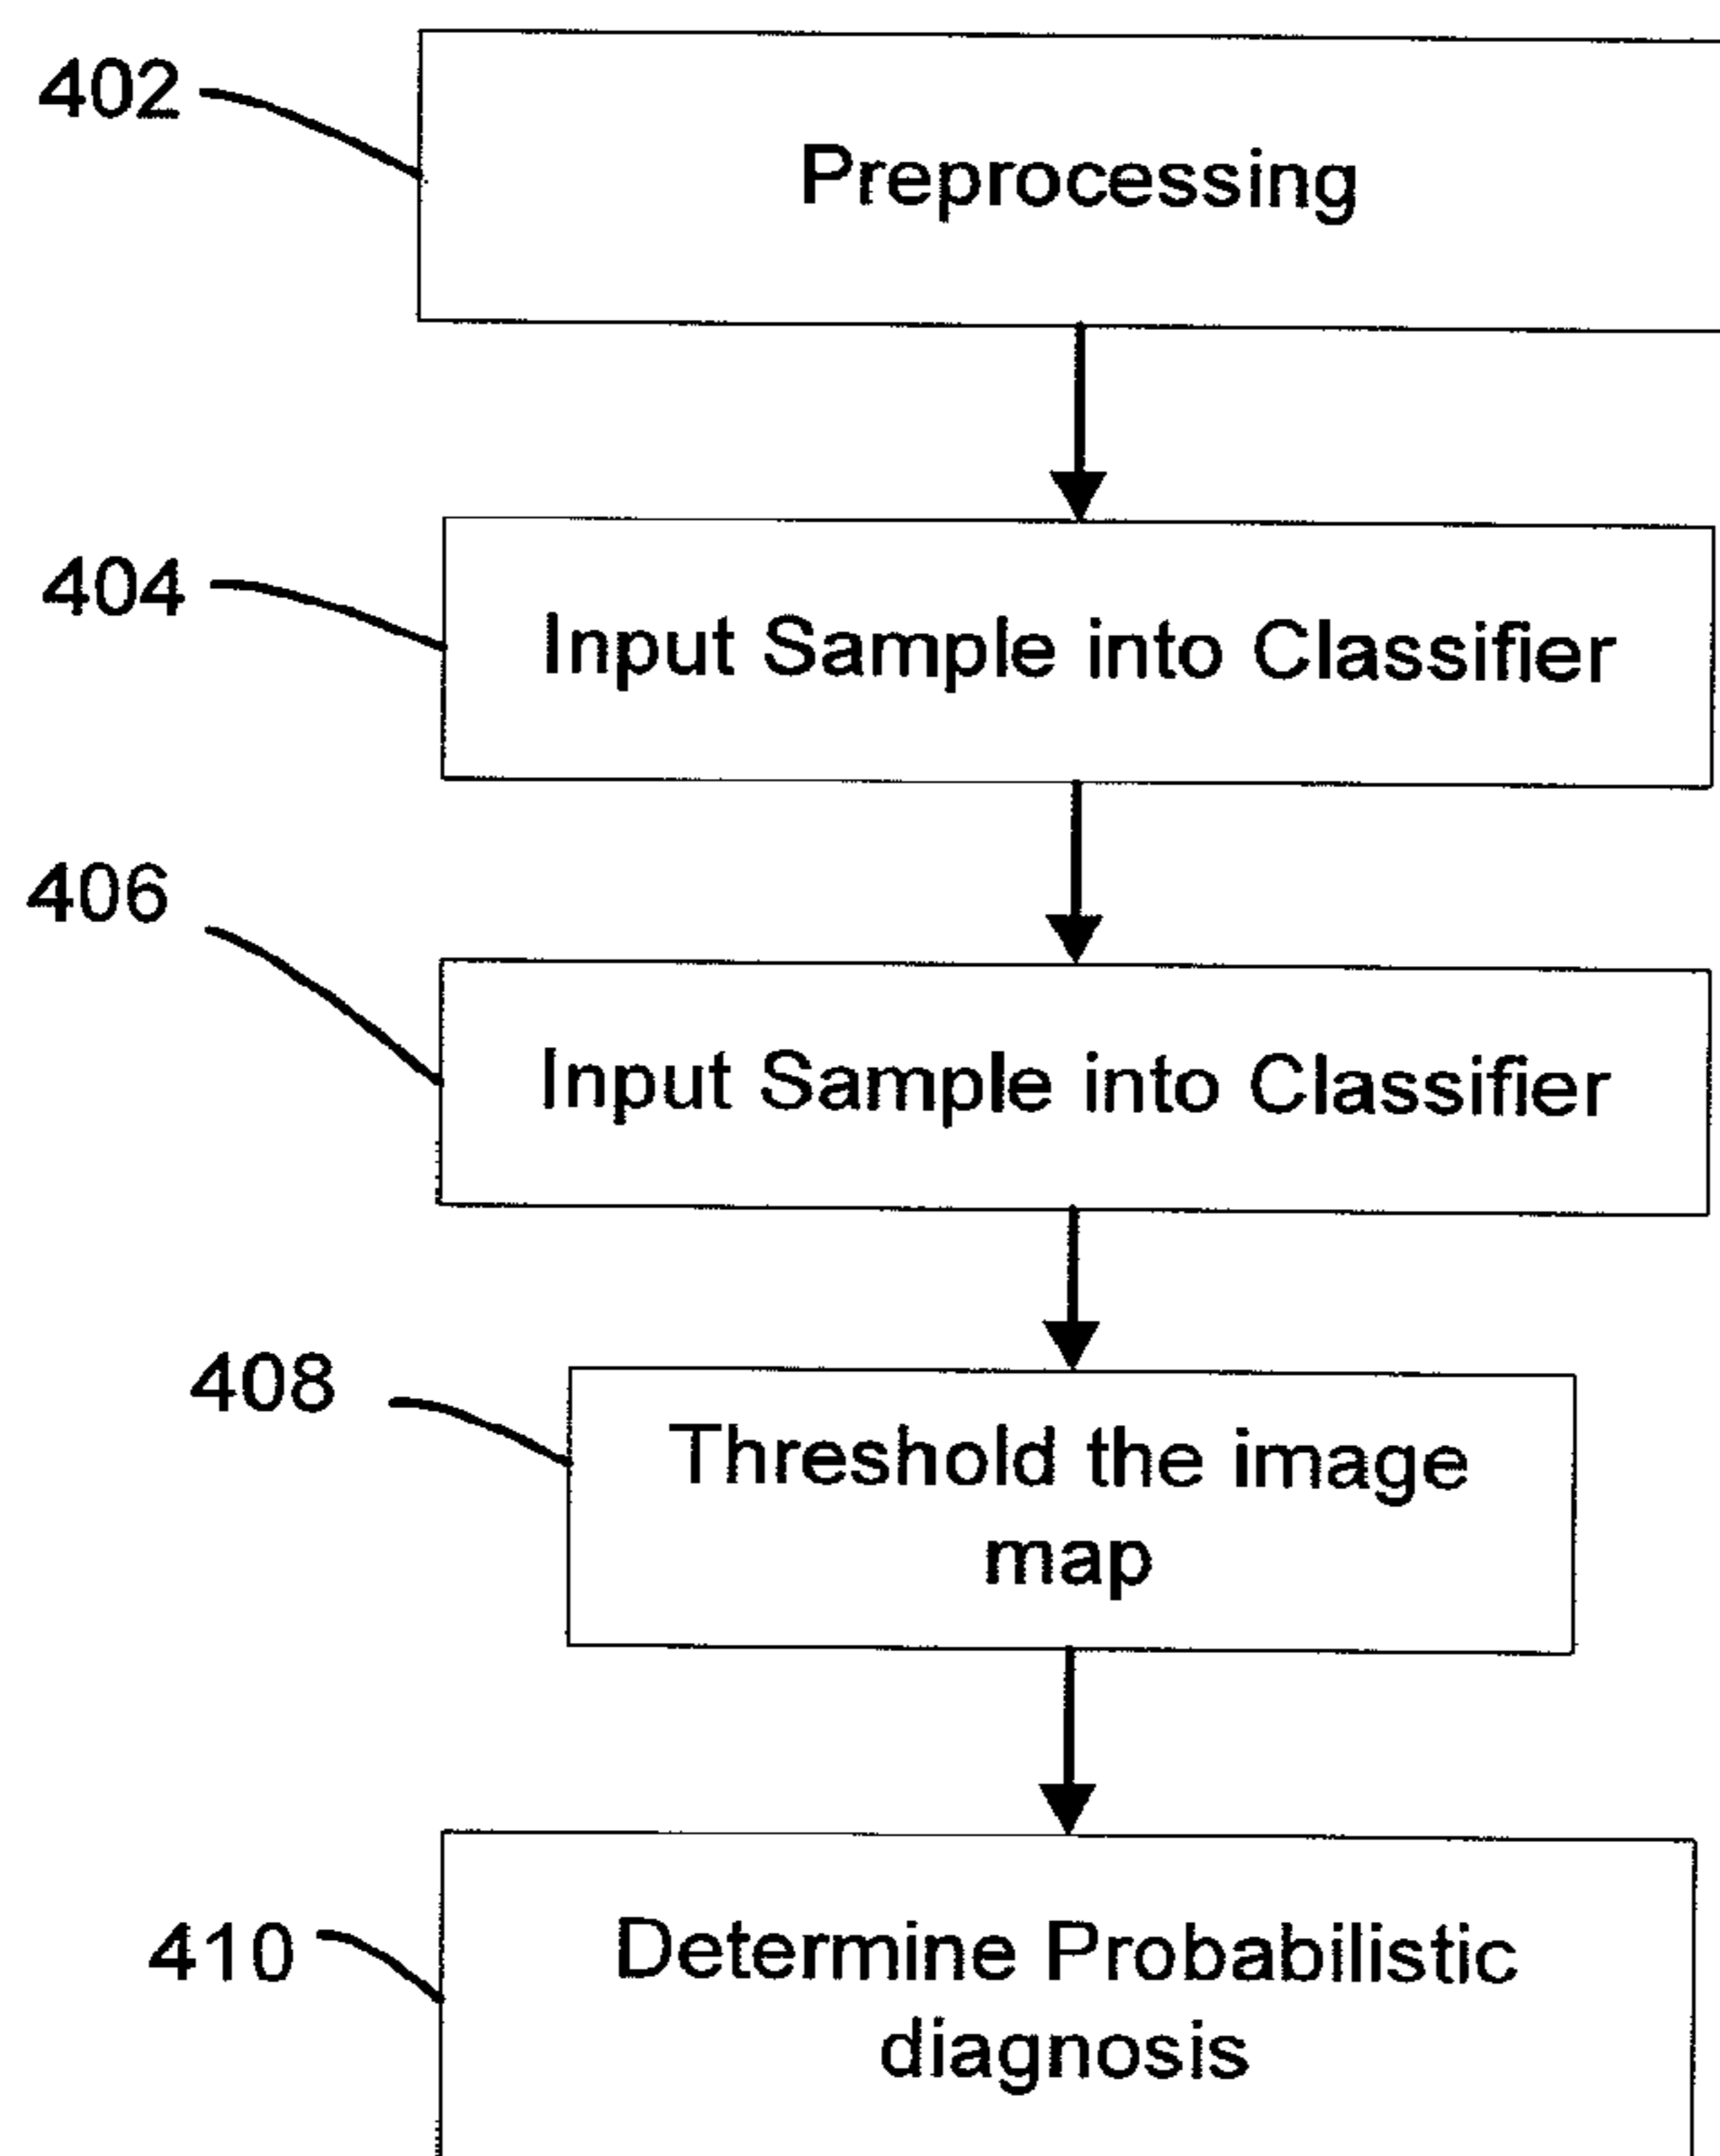 402
Preprocessing
404
Input Sample into Classifier
406
Input Sample into Classifier
408
Threshold the image
map
410
Determine Probabilistic
diagnosis